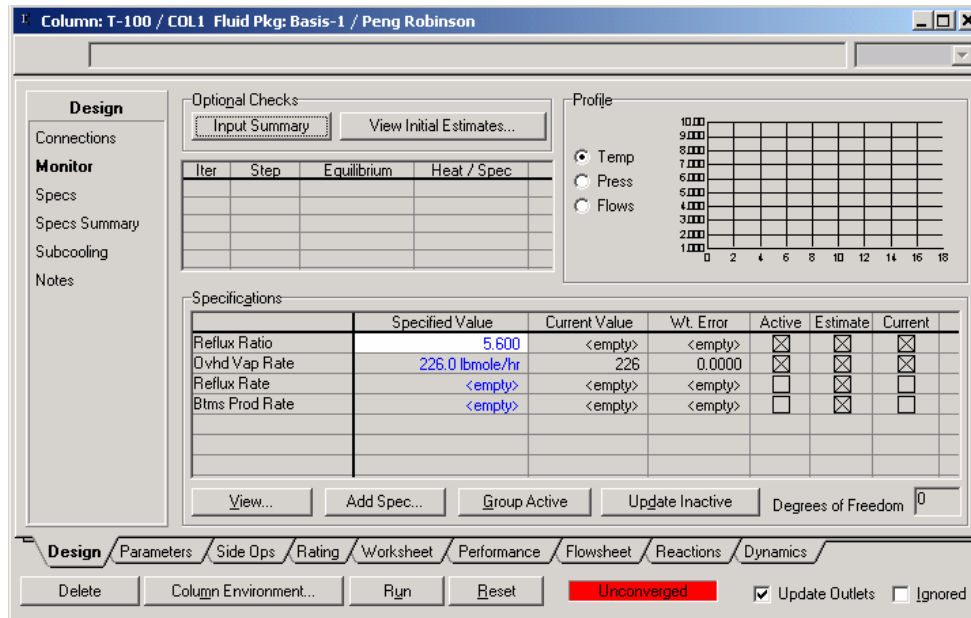 Column: T-100 / COL1 Fluid Pkg: Basis-1 / Peng Robinson
Design
Connections
Monitor
Specs
Specs Summary
Subcooling
Notes
Optional Checks
Input Summary View Initial Estimates...
Iter Step Equilibrium Heat / Spec
Profile
Temp
Press
Flows
10.00
9.000
8.000
7.000
6.000
5.000
4.000
3.000
2.000
1.000
0 2 4 6 8 10 12 14 16 18
Specifications
Specified Value Current Value Wt. Error Active Estimate Current
Reflux Ratio 5.600 <empty> <empty>
Ovhd Vap Rate 226.0 lbmole/hr 226 0.0000
Reflux Rate <empty> <empty> <empty>
Btms Prod Rate <empty> <empty> <empty>
View... Add Spec... Group Active Update Inactive Degrees of Freedom 0
Design Parameters Side Ops Rating Worksheet Performance Flowsheet Reactions Dynamics
Delete Column Environment... Run Reset Unconverged Update Outlets Ignored